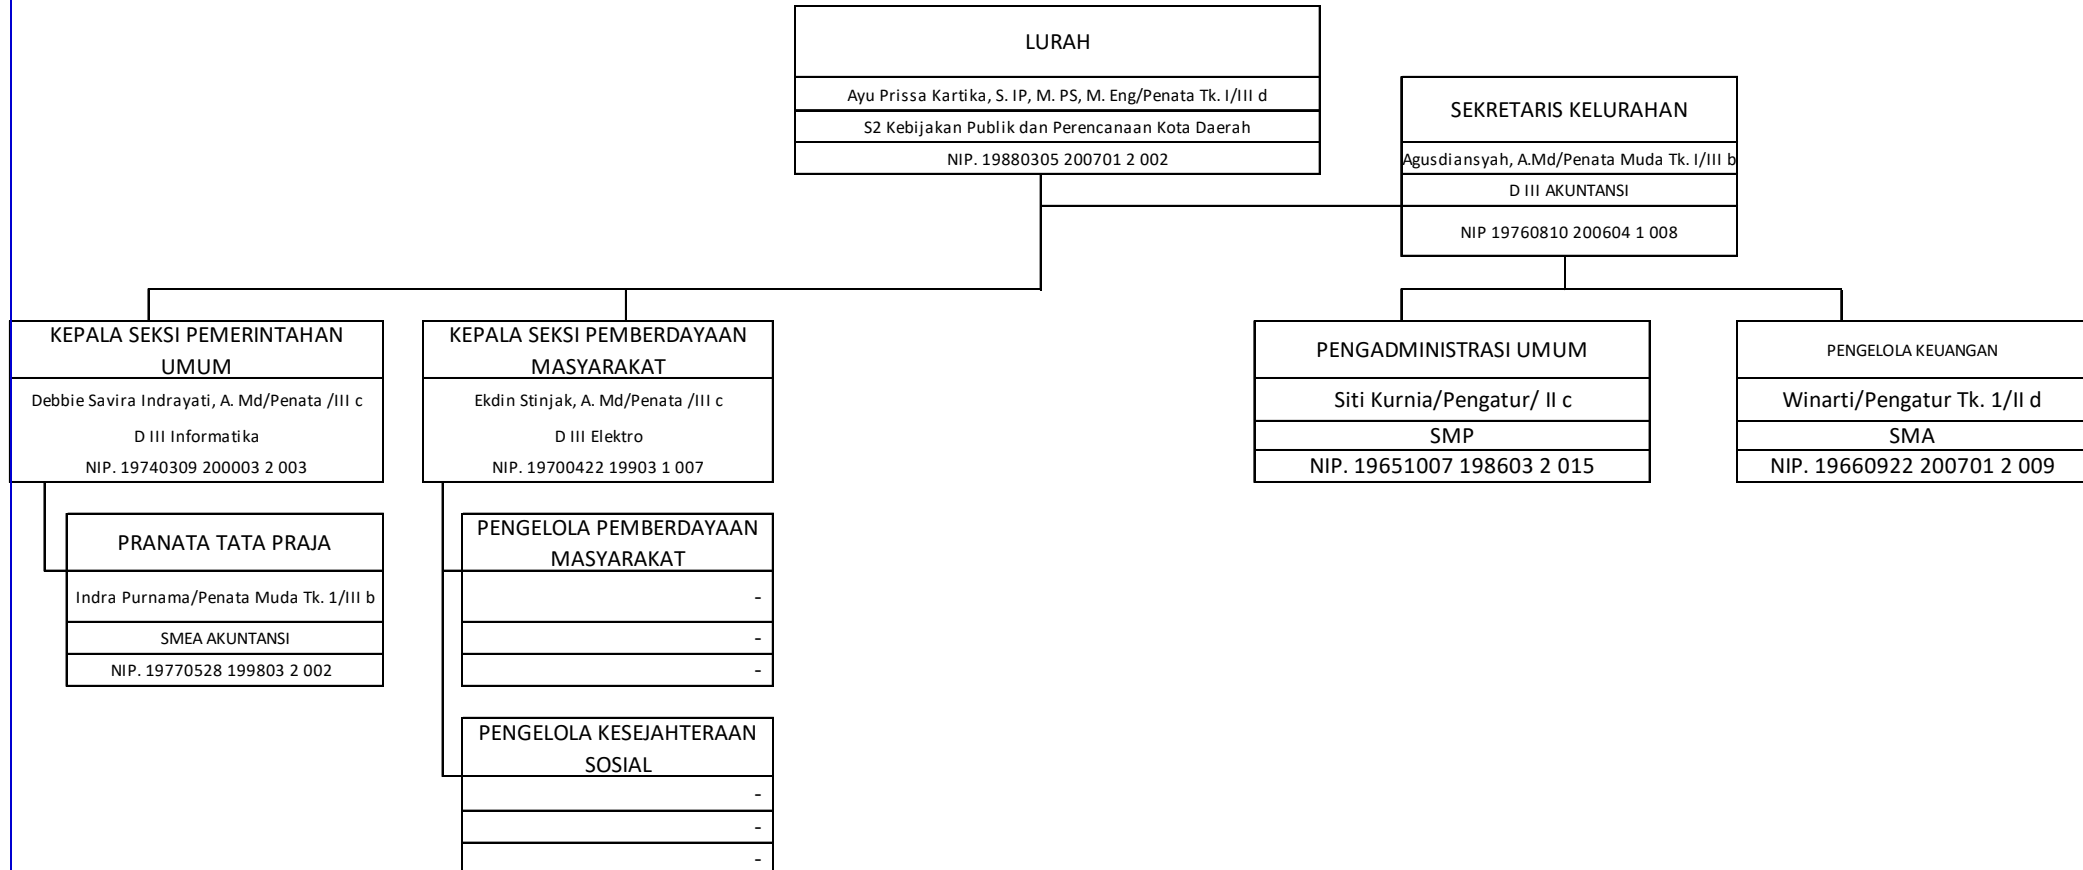 LURAH
Ayu Prissa Kartika, S. IP, M. PS, M. Eng/Penata Tk. I/III d
S2 Kebijakan Publik dan Perencanaan Kota Daerah
NIP. 19880305 200701 2 002
SEKRETARIS KELURAHAN
Agusdiansyah, A.Md/Penata Muda Tk. I/III b
D III AKUNTANSI
NIP 19760810 200604 1 008
KEPALA SEKSI PEMERINTAHAN
UMUM
Debbie Savira Indrayati, A. Md/Penata /III c
D III Informatika
NIP. 19740309 200003 2 003
KEPALA SEKSI PEMBERDAYAAN
MASYARAKAT
Ekdin Stinjak, A. Md/Penata /III c
D III Elektro
NIP. 19700422 19903 1 007
PENGADMINISTRASI UMUM
Siti Kurnia/Pengatur/ II c
SMP
NIP. 19651007 198603 2 015
PENGELOLA KEUANGAN
Winarti/Pengatur Tk. 1/II d
SMA
NIP. 19660922 200701 2 009
PRANATA TATA PRAJA
Indra Purnama/Penata Muda Tk. 1/III b
SMEA AKUNTANSI
NIP. 19770528 199803 2 002
PENGELOLA PEMBERDAYAAN
MASYARAKAT
-
-
-
PENGELOLA KESEJAHTERAAN
SOSIAL
-
-
-